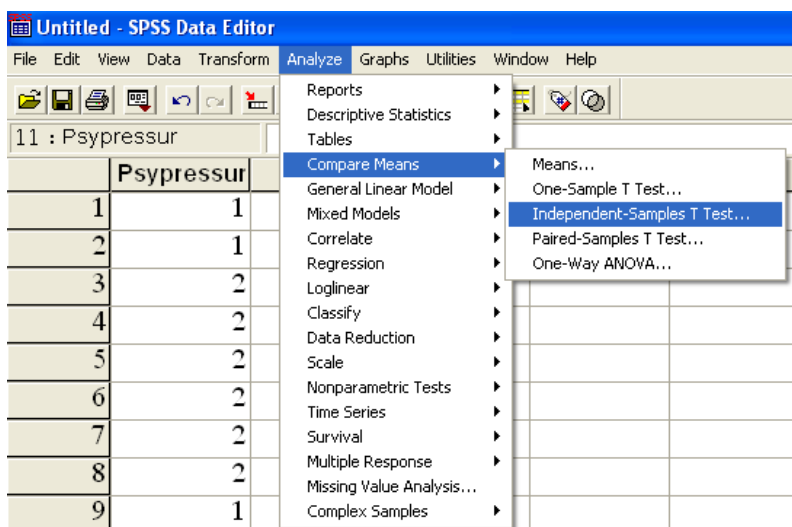 Untitled - SPSS Data Editor
File Edit View Data Transform Analyze Graphs Utilities Window Help
11 : Psypressur
Psypressur
1 1
2 1
3 2
4 2
5 2
6 2
7 2
8 2
9 1
Reports
Descriptive Statistics
Tables
Compare Means
General Linear Model
Mixed Models
Correlate
Regression
Loglinear
Classify
Data Reduction
Scale
Nonparametric Tests
Time Series
Survival
Multiple Response
Missing Value Analysis...
Complex Samples
Means...
One-Sample T Test...
Independent-Samples T Test...
Paired-Samples T Test...
One-Way ANOVA...